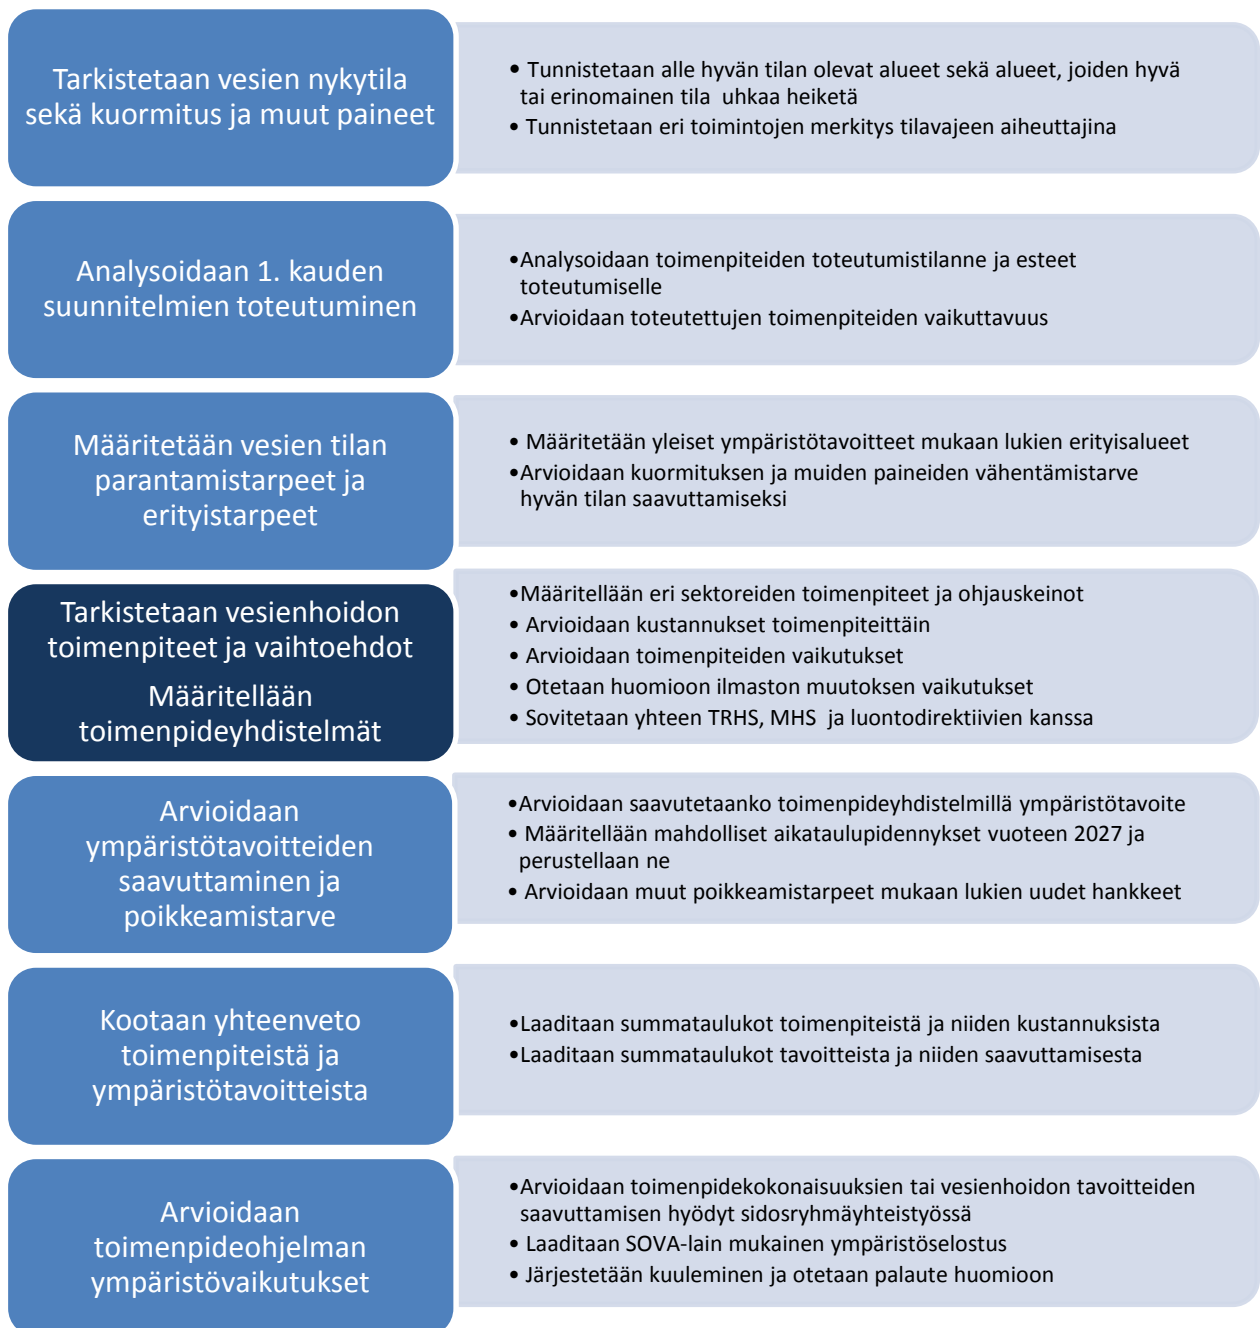 Tarkistetaan vesien nykytila
sekä kuormitus ja muut paineet
• Tunnistetaan alle hyvän tilan olevat alueet sekä alueet, joiden hyvä
tai erinomainen tila uhkaa heiketä
• Tunnistetaan eri toimintojen merkitys tilavajeen aiheuttajina
Analysoidaan 1. kauden
suunnitelmien toteutuminen
•Analysoidaan toimenpiteiden toteutumistilanne ja esteet
toteutumiselle
•Arvioidaan toteutettujen toimenpiteiden vaikuttavuus
Määritetään vesien tilan
parantamistarpeet ja
erityistarpeet
• Määritetään yleiset ympäristötavoitteet mukaan lukien erityisalueet
•Arvioidaan kuormituksen ja muiden paineiden vähentämistarve
hyvän tilan saavuttamiseksi
Tarkistetaan vesienhoidon
toimenpiteet ja vaihtoehdot
Määritellään
toimenpideyhdistelmät
•Määritellään eri sektoreiden toimenpiteet ja ohjauskeinot
• Arvioidaan kustannukset toimenpiteittäin
• Arvioidaan toimenpiteiden vaikutukset
• Otetaan huomioon ilmaston muutoksen vaikutukset
• Sovitetaan yhteen TRHS, MHS ja luontodirektiivien kanssa
Arvioidaan
ympäristötavoitteiden
saavuttaminen ja
poikkeamistarve
•Arvioidaan saavutetaanko toimenpideyhdistelmillä ympäristötavoite
• Määritellään mahdolliset aikataulupidennykset vuoteen 2027 ja
perustellaan ne
• Arvioidaan muut poikkeamistarpeet mukaan lukien uudet hankkeet
Kootaan yhteenveto
toimenpiteistä ja
ympäristötavoitteista
•Laaditaan summataulukot toimenpiteistä ja niiden kustannuksista
•Laaditaan summataulukot tavoitteista ja niiden saavuttamisesta
Arvioidaan
toimenpideohjelman
ympäristövaikutukset
•Arvioidaan toimenpidekokonaisuuksien tai vesienhoidon tavoitteiden
saavuttamisen hyödyt sidosryhmäyhteistyössä
• Laaditaan SOVA-lain mukainen ympäristöselostus
• Järjestetään kuuleminen ja otetaan palaute huomioon